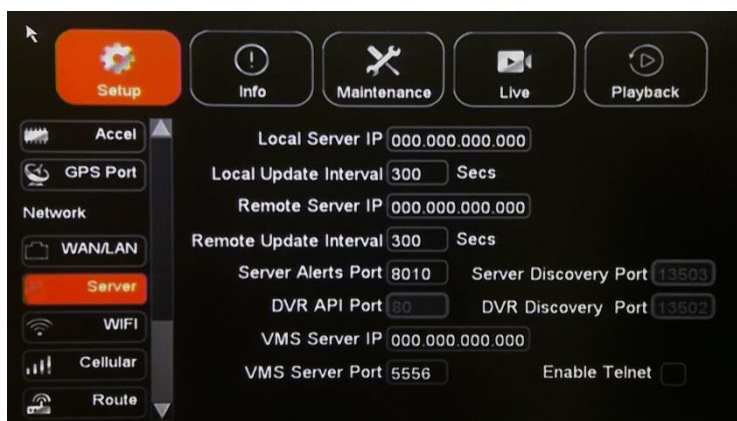 Setup
Info
Maintenance
Live
Playback
Accel
GPS Port
Network
WAN/LAN
Server
WIFI
Cellular
Route
Local Server IP 000.000.000.000
Local Update Interval 300 Secs
Remote Server IP 000.000.000.000
Remote Update Interval 300 Secs
Server Alerts Port 8010 Server Discovery Port 13503
DVR API Port 80 DVR Discovery Port 13502
VMS Server IP 000.000.000.000
VMS Server Port 5556 Enable Telnet